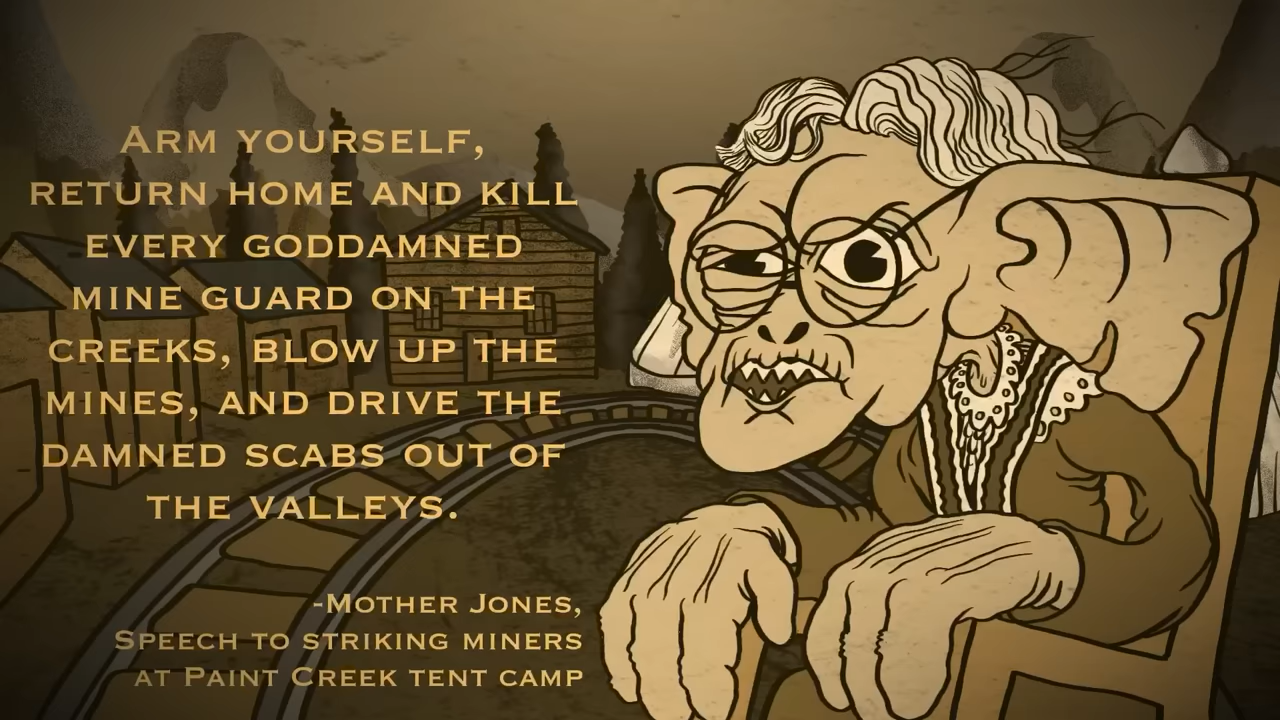 Arm yourself,
return home and kill
every goddamned
mine guard on the
creeks, blow up the
mines, and drive the
damned scabs out of
the valleys.
-Mother Jones,
Speech to striking miners
at Paint Creek tent camp